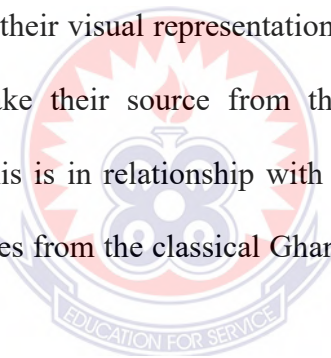 their visual representation
ke their source from th
is is in relationship with
es from the classical Ghar
EDUCATION FOR SERVICE